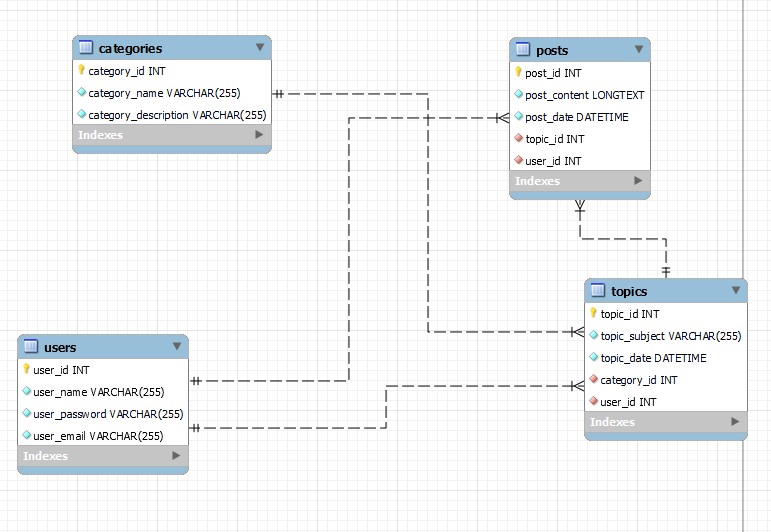 categories
category_id INT
category_name VARCHAR(255)
category_description VARCHAR(255)
Indexes
posts
post_id INT
post_content LONGTEXT
post_date DATETIME
topic_id INT
user_id INT
Indexes
users
user_id INT
user_name VARCHAR(255)
user_password VARCHAR(255)
user_email VARCHAR(255)
Indexes
topics
topic_id INT
topic_subject VARCHAR(255)
topic_date DATETIME
category_id INT
user_id INT
Indexes